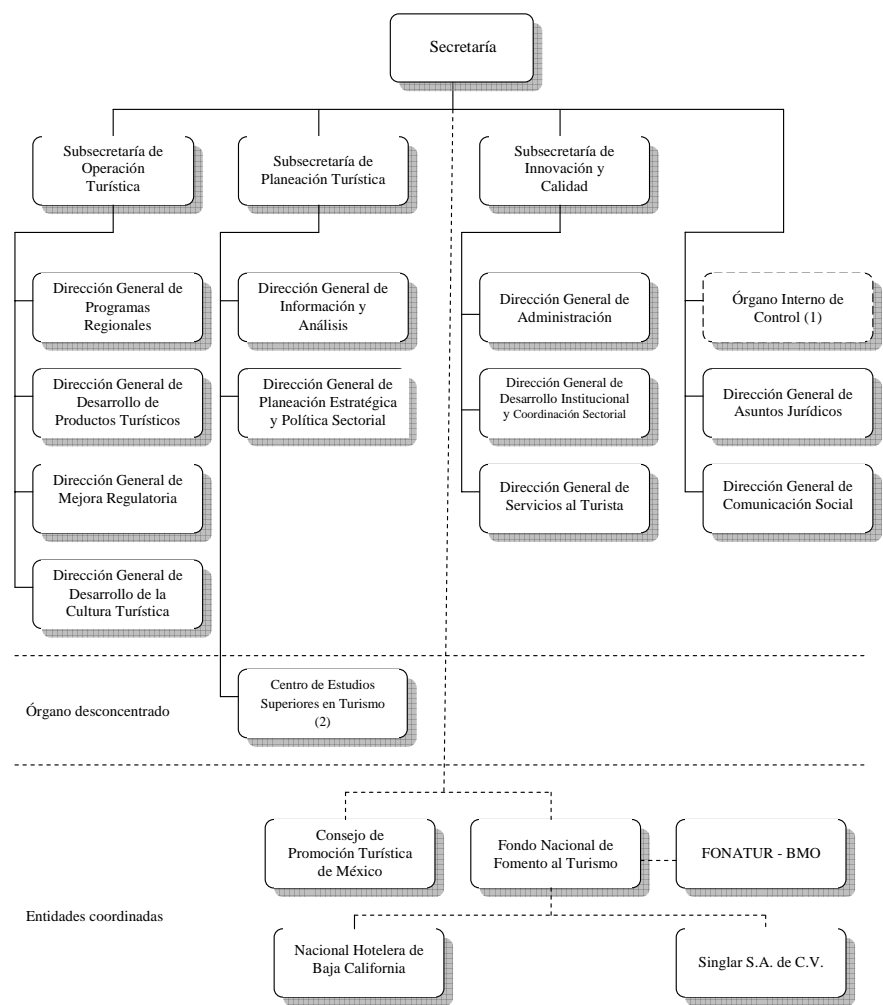 Secretaría
Subsecretaría de
Operación
Turística
Subsecretaría de
Planeación Turística
Subsecretaría de
Innovación y
Calidad
Dirección General de
Programas
Regionales
Dirección General de
Información y
Análisis
Dirección General de
Administración
Órgano Interno de
Control (1)
Dirección General de
Desarrollo de
Productos Turísticos
Dirección General de
Planeación Estratégica
y Política Sectorial
Dirección General de
Desarrollo Institucional
y Coordinación Sectorial
Dirección General de
Asuntos Jurídicos
Dirección General de
Mejora Regulatoria
Dirección General de
Servicios al Turista
Dirección General de
Comunicación Social
Dirección General de
Desarrollo de la
Cultura Turística
Órgano desconcentrado
Centro de Estudios
Superiores en Turismo
(2)
Consejo de
Promoción Turística
de México
Fondo Nacional de
Fomento al Turismo
FONATUR - BMO
Entidades coordinadas
Nacional Hotelera de
Baja California
Singlar S.A. de C.V.